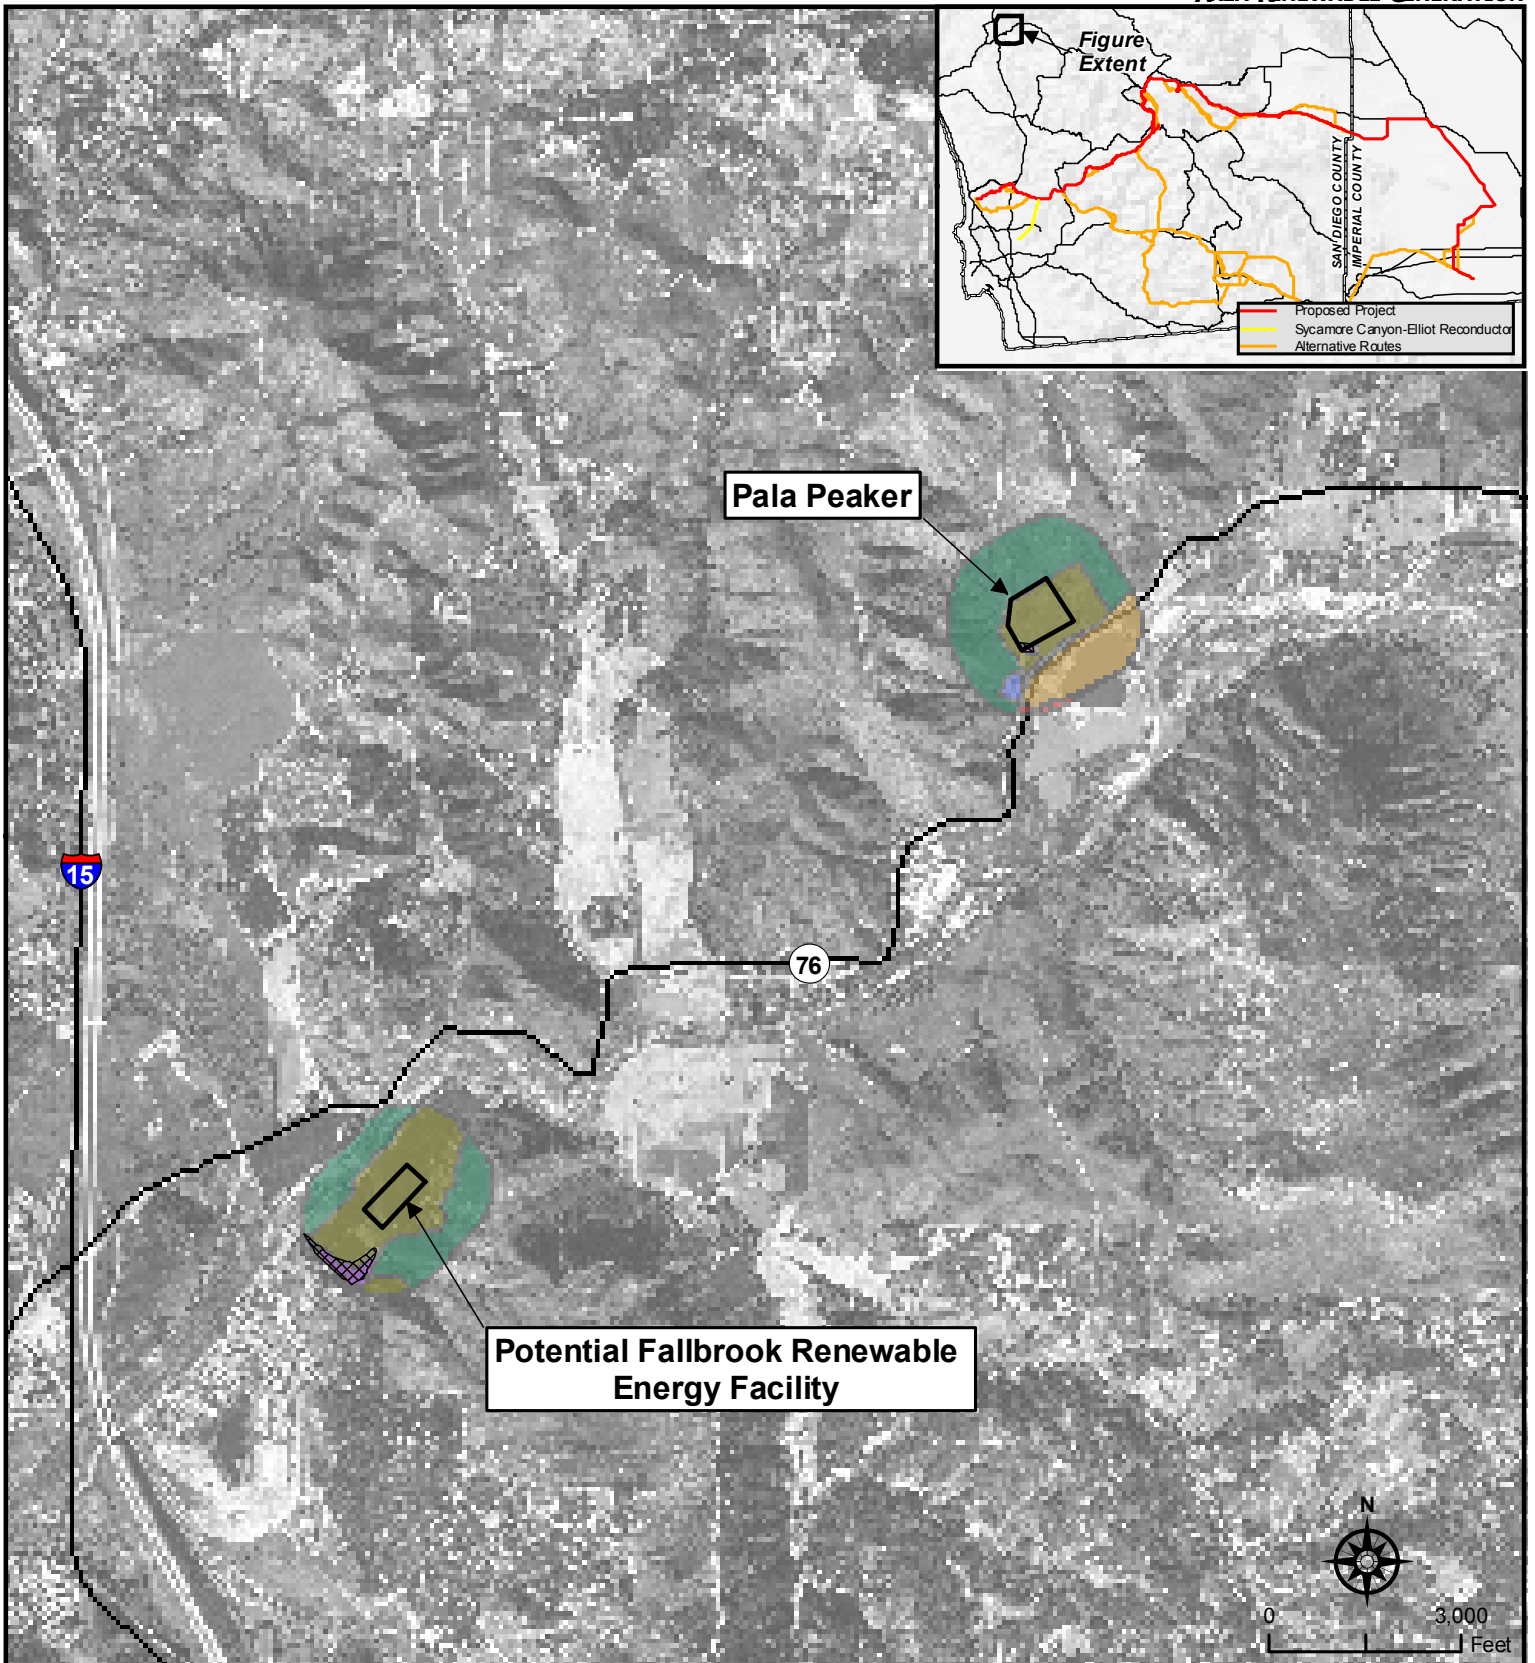 Figure
Extent
SAN DIEGO COUNTY
IMPERIAL COUNTY
Proposed Project
Sycamore Canyon-Elliot Reconductor
Alternative Routes
Pala Peaker
15
76
Potential Fallbrook Renewable
Energy Facility
N
0 3,000
Feet